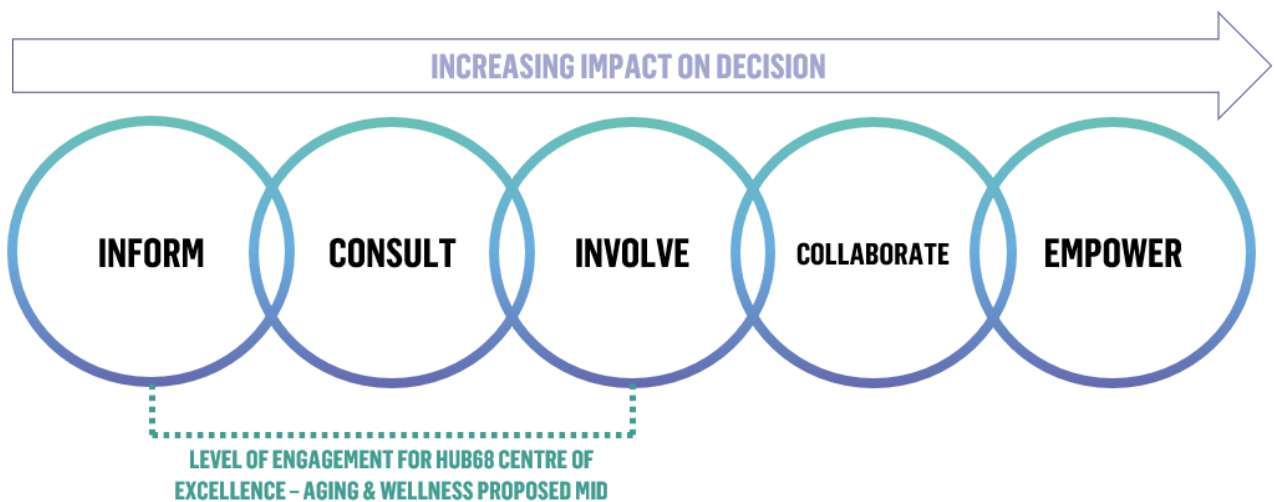 INCREASING IMPACT ON DECISION
INFORM
CONSULT
INVOLVE
COLLABORATE
EMPOWER
LEVEL OF ENGAGEMENT FOR HUB68 CENTRE OF
EXCELLENCE – AGING & WELLNESS PROPOSED MID